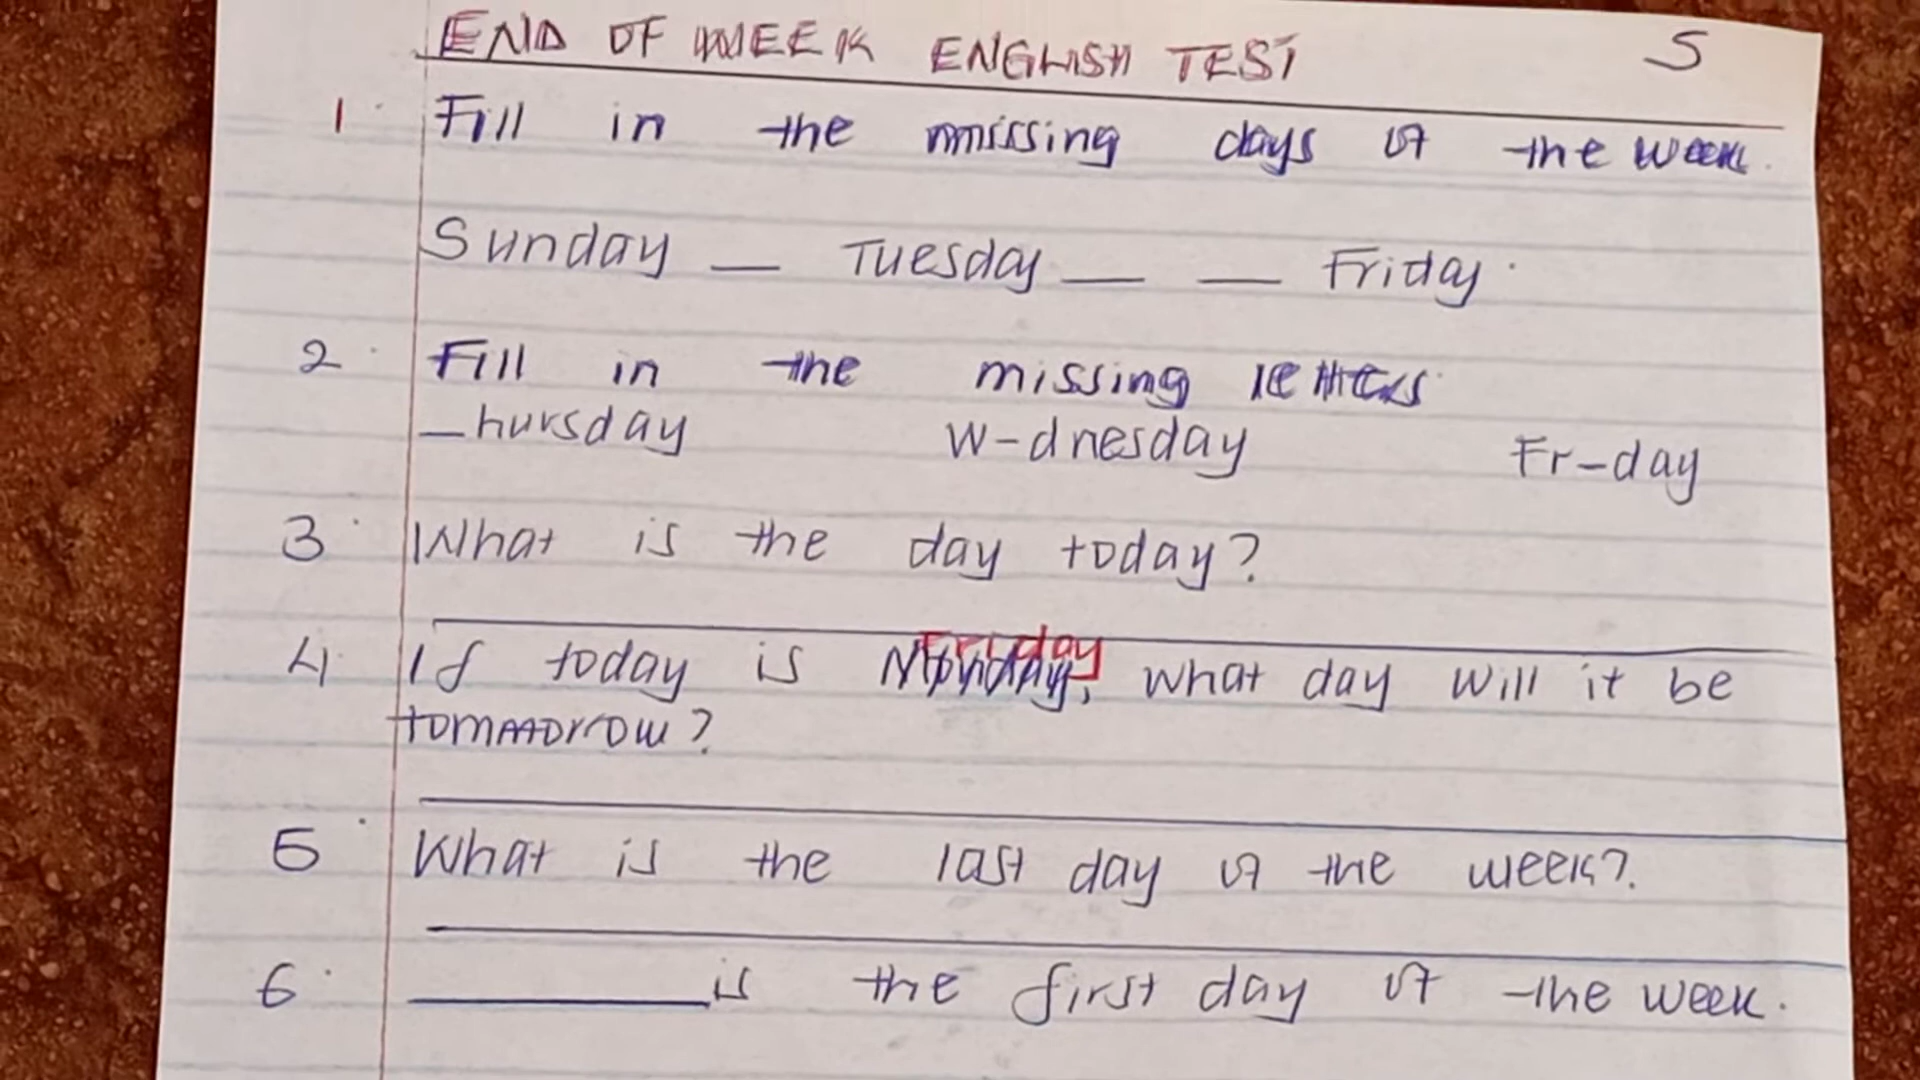 END OF WEEK ENGLISH TEST S
1. Fill in the missing days of the week.
Sunday __ Tuesday __ __ Friday.
2. Fill in the missing letters
_hursday W-dnesday Fr-day
3. What is the day today?
4. If today is Friday, what day will it be
tomorrow?
5. What is the last day of the week?
6. ______ is the first day of the week.